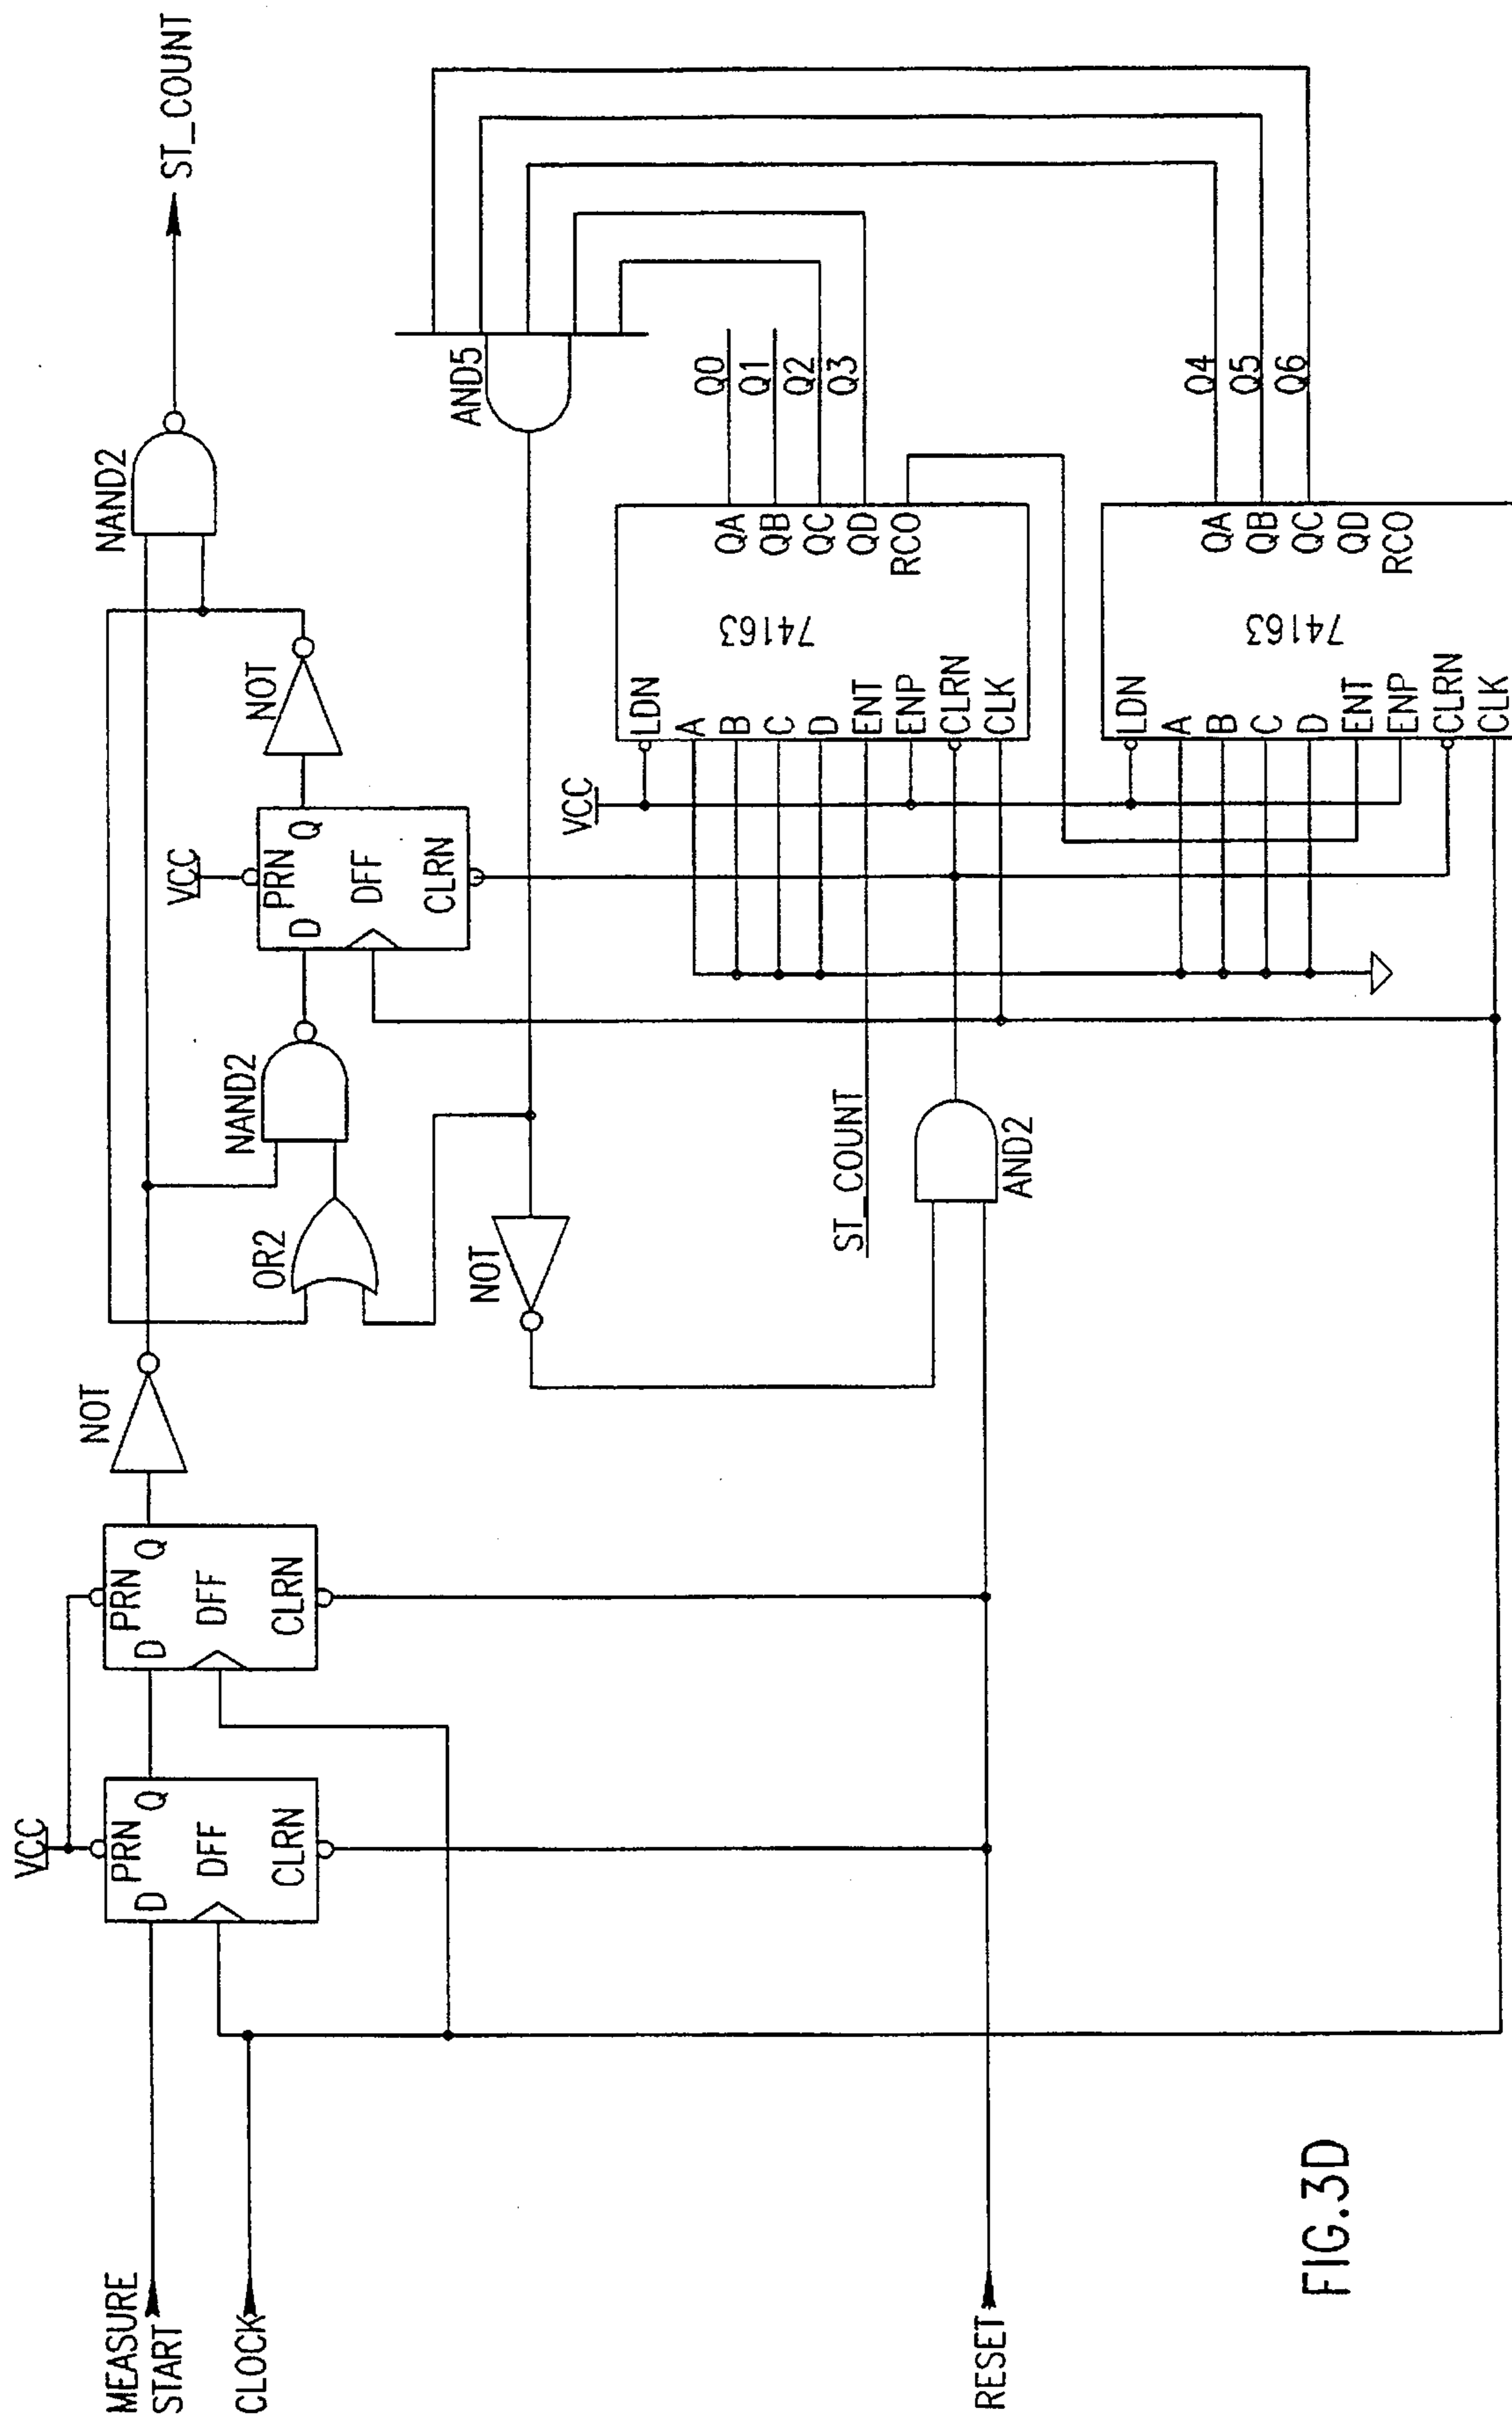 MEASURE
START
CLOCK
RESET
VCC
PRN
D
Q
DFF
CLRN
PRN
D
Q
DFF
CLRN
NOT
OR2
NAND2
NOT
VCC
PRN
D
Q
DFF
CLRN
NOT
NAND2
ST_COUNT
AND5
ST_COUNT
AND2
VCC
LDN
A
B
C
D
ENT
ENP
CLRN
CLK
74163
QA
QB
QC
QD
RCO
Q0
Q1
Q2
Q3
LDN
A
B
C
D
ENT
ENP
CLRN
CLK
74163
QA
QB
QC
QD
RCO
Q4
Q5
Q6
FIG.3D